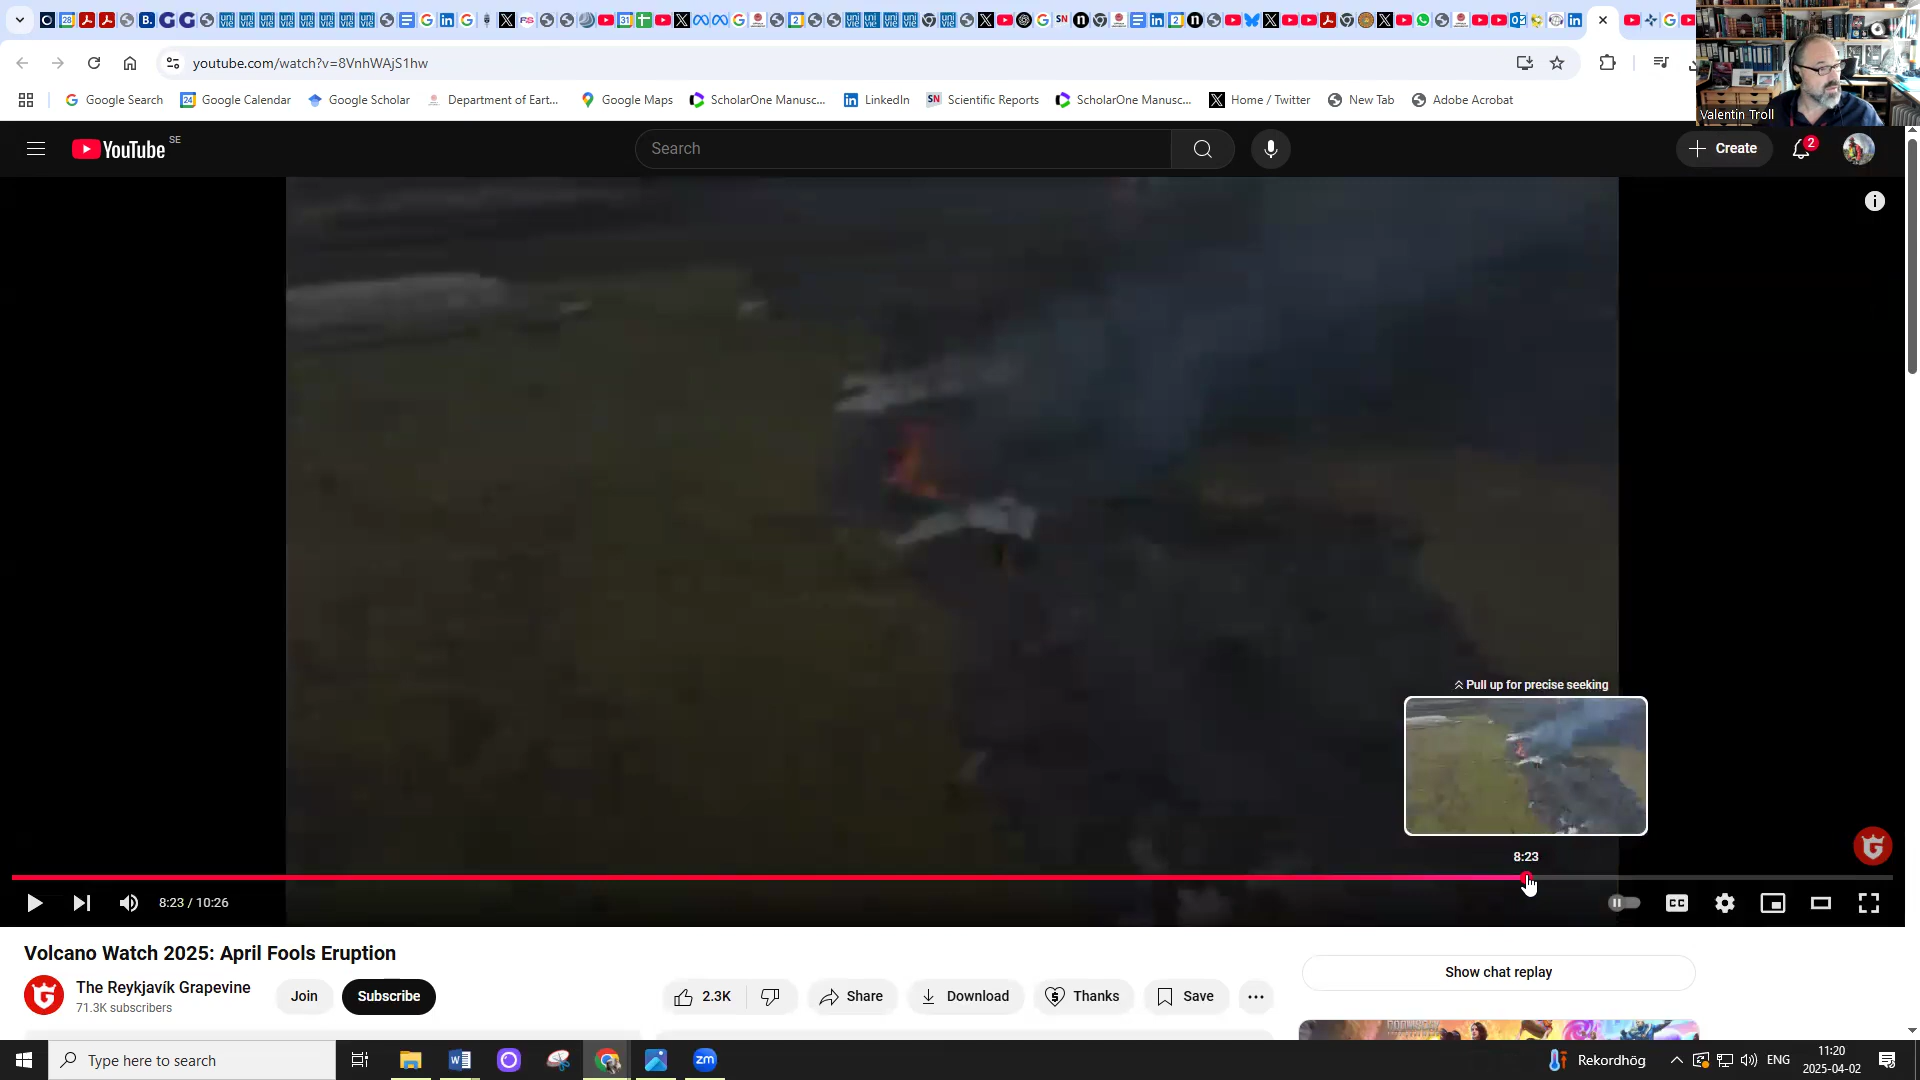 youtube.com/watch?v=8VnhWAjS1hw
Google Search
Google Calendar
Google Scholar
Department of Eart...
Google Maps
ScholarOne Manusc...
LinkedIn
Scientific Reports
ScholarOne Manusc...
Home / Twitter
New Tab
Adobe Acrobat
Valentin Troll
YouTube SE
Search
Create
2
Pull up for precise seeking
8:23
8:23 / 10:26
CC
Volcano Watch 2025: April Fools Eruption
The Reykjavík Grapevine
71.3K subscribers
Join
Subscribe
2.3K
Share
Download
Thanks
Save
Show chat replay
Type here to search
zm
Rekordhög
ENG
11:20
2025-04-02